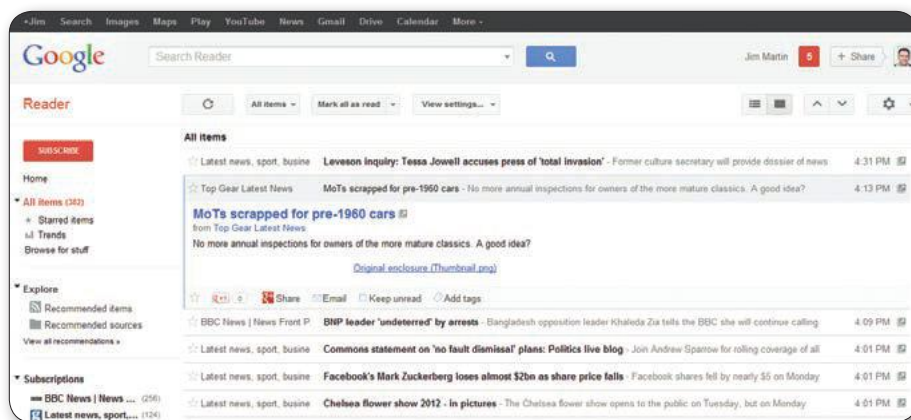 +Jim Search Images Maps Play YouTube News Gmail Drive Calendar More
Google Search Reader Jim Martin 5 + Share
Reader All items Mark all as read View settings...
All items
SUBSCRIBE
Latest news, sport, busine Leveson inquiry: Tessa Jowell accuses press of 'total invasion' - Former culture secretary will provide dossier of news 4:31 PM
Home
Top Gear Latest News MoTs scrapped for pre-1960 cars - No more annual inspections for owners of the more mature classics. A good idea? 4:13 PM
All items (382)
Starred items
Trends
Browse for stuff
MoTs scrapped for pre-1960 cars
from Top Gear Latest News
No more annual inspections for owners of the more mature classics. A good idea?
Original enclosure (Thumbnail.png)
Explore
Recommended items
Recommended sources
View all recommendations »
+1 0 Share Email Keep unread Add tags
BBC News | News Front P BNP leader 'undeterred' by arrests - Bangladesh opposition leader Khaleda Zia tells the BBC she will continue calling 4:09 PM
Latest news, sport, busine Commons statement on 'no fault dismissal' plans: Politics live blog - Join Andrew Sparrow for rolling coverage of all 4:01 PM
Subscriptions
BBC News | News ... (256)
Latest news, sport,... (124)
Latest news, sport, busine Facebook's Mark Zuckerberg loses almost $2bn as share price falls - Facebook shares fell by nearly $5 on Monday 4:01 PM
Latest news, sport, busine Chelsea flower show 2012 - in pictures - The Chelsea flower show opens to the public on Tuesday, but on Monday 4:01 PM